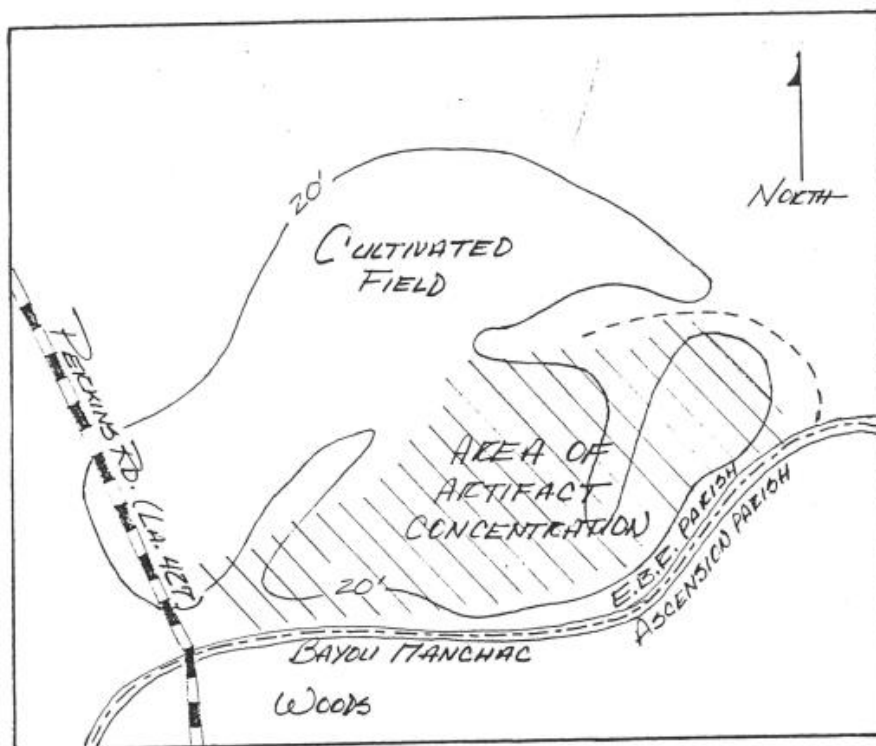 NORTH
20'
CULTIVATED
FIELD
PERKINS RD. (LA. 427)
AREA OF
ARTIFACT
CONCENTRATION
20'
E.B.R. PARISH
ASCENSION PARISH
BAYOU MANCHAC
WOODS